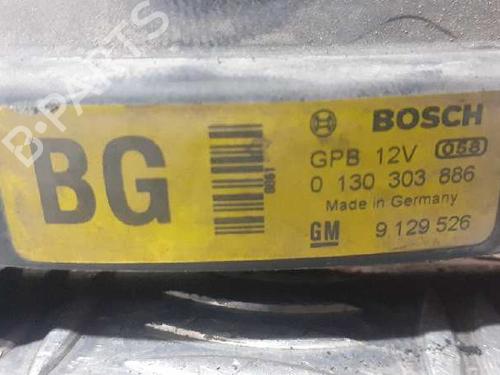 B-PARTS
BG
BOSCH
GPB 12V 058
0 130 303 886
Made in Germany
GM 9 129 526